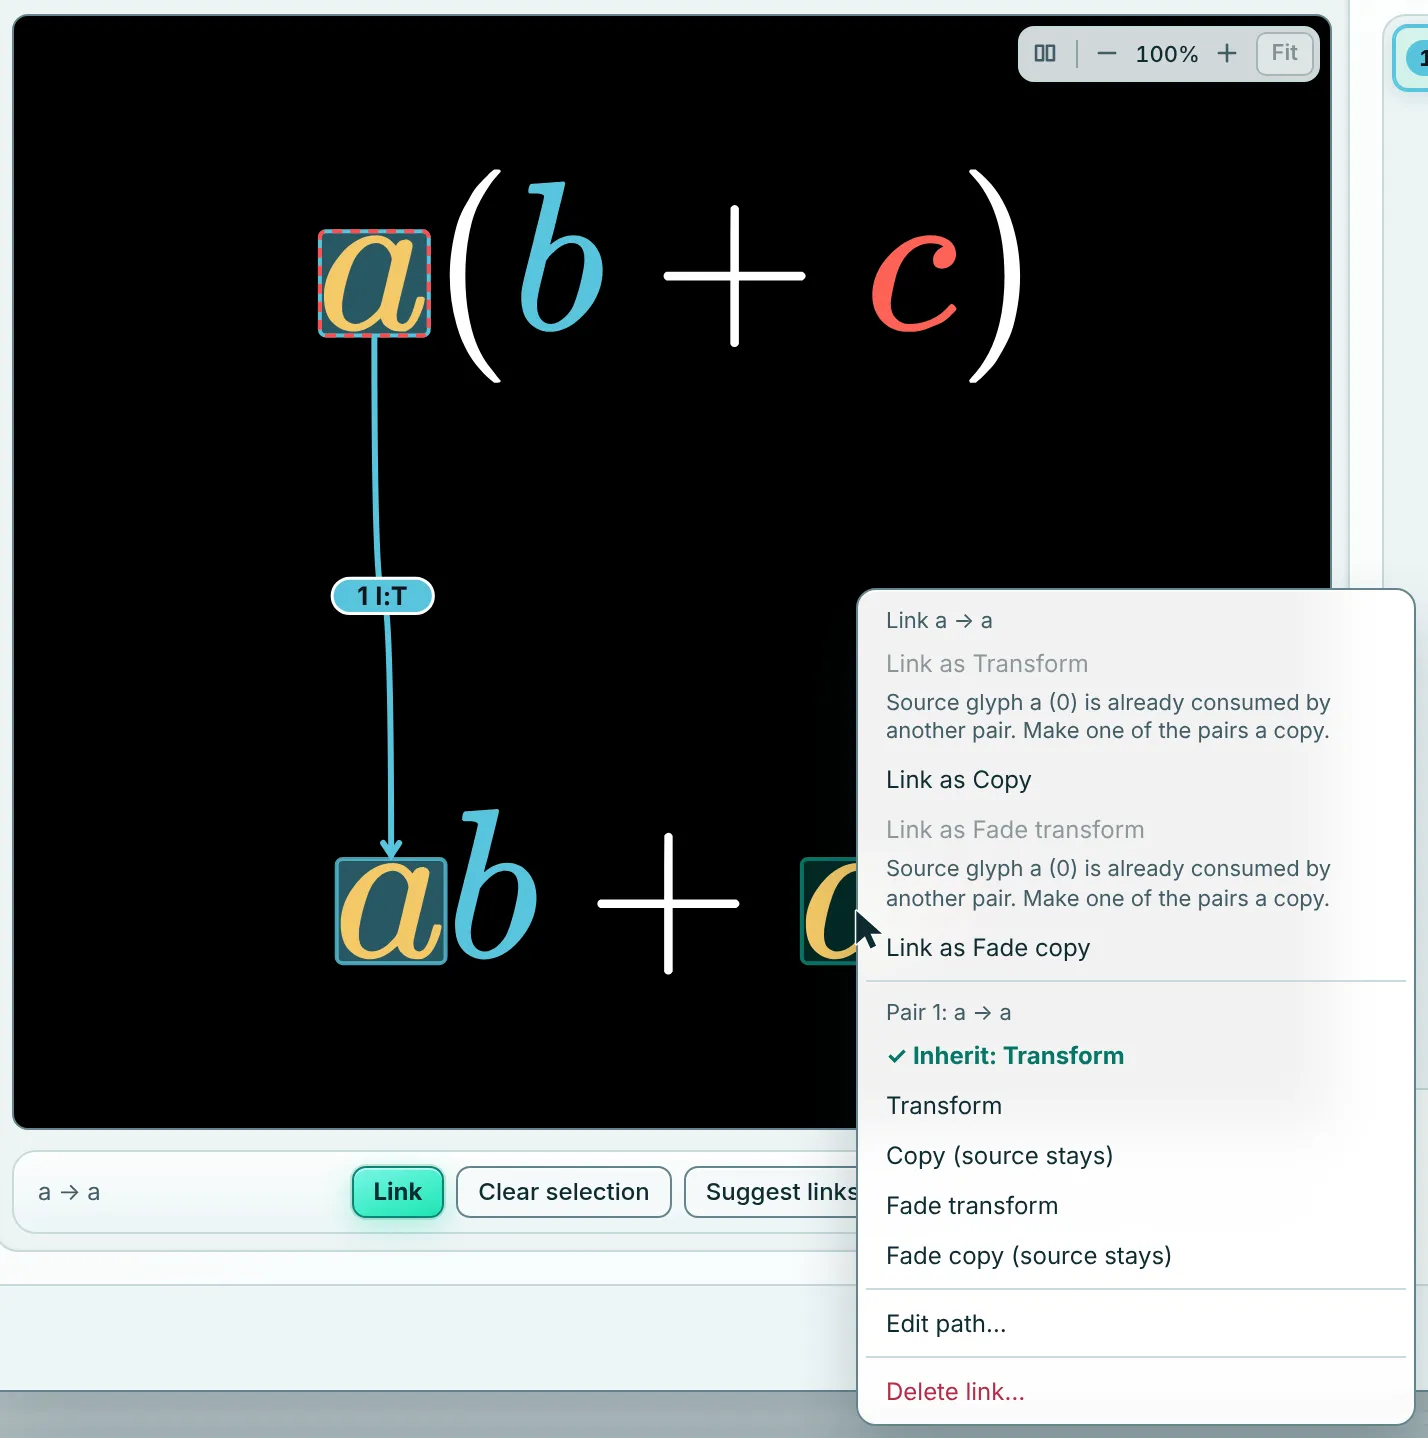 100%
Fit
1
a(b + c)
1 I:T
Link a → a
Link as Transform
Source glyph a (0) is already consumed by
another pair. Make one of the pairs a copy.
Link as Copy
Link as Fade transform
Source glyph a (0) is already consumed by
another pair. Make one of the pairs a copy.
Link as Fade copy
ab + a
Pair 1: a → a
✓ Inherit: Transform
Transform
Copy (source stays)
Fade transform
Fade copy (source stays)
Edit path...
Delete link...
a → a
Link
Clear selection
Suggest links